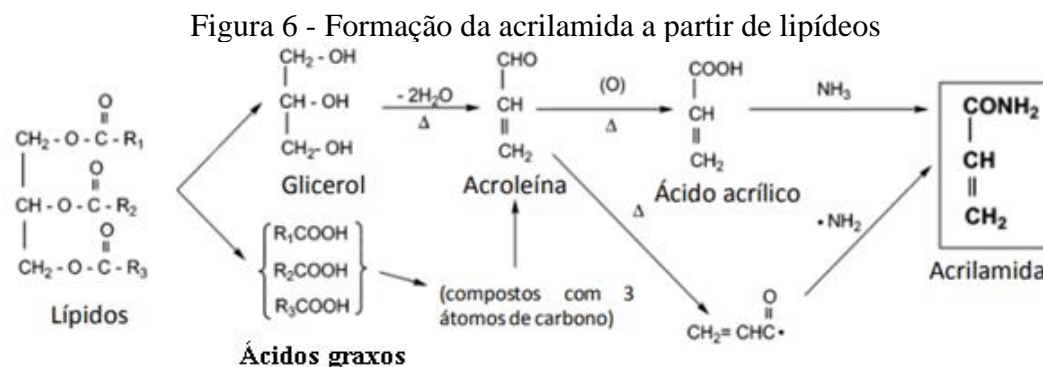 Figura 6 - Formação da acrilamida a partir de lipídeos
CH₂ - O - C - R₁
O
CH - O - C - R₂
O
CH₂ - O - C - R₃
O
Lípidos
CH₂ - OH
CH - OH
CH₂- OH
Glicerol
- 2H₂O
Δ
CHO
CH
CH₂
Acroleína
(O)
Δ
COOH
CH
CH₂
Ácido acrílico
NH₃
CONH₂
CH
CH₂
Acrilamida
R₁COOH
R₂COOH
R₃COOH
Ácidos graxos
(compostos com 3
átomos de carbono)
Δ
O
CH₂= CHC•
•NH₂